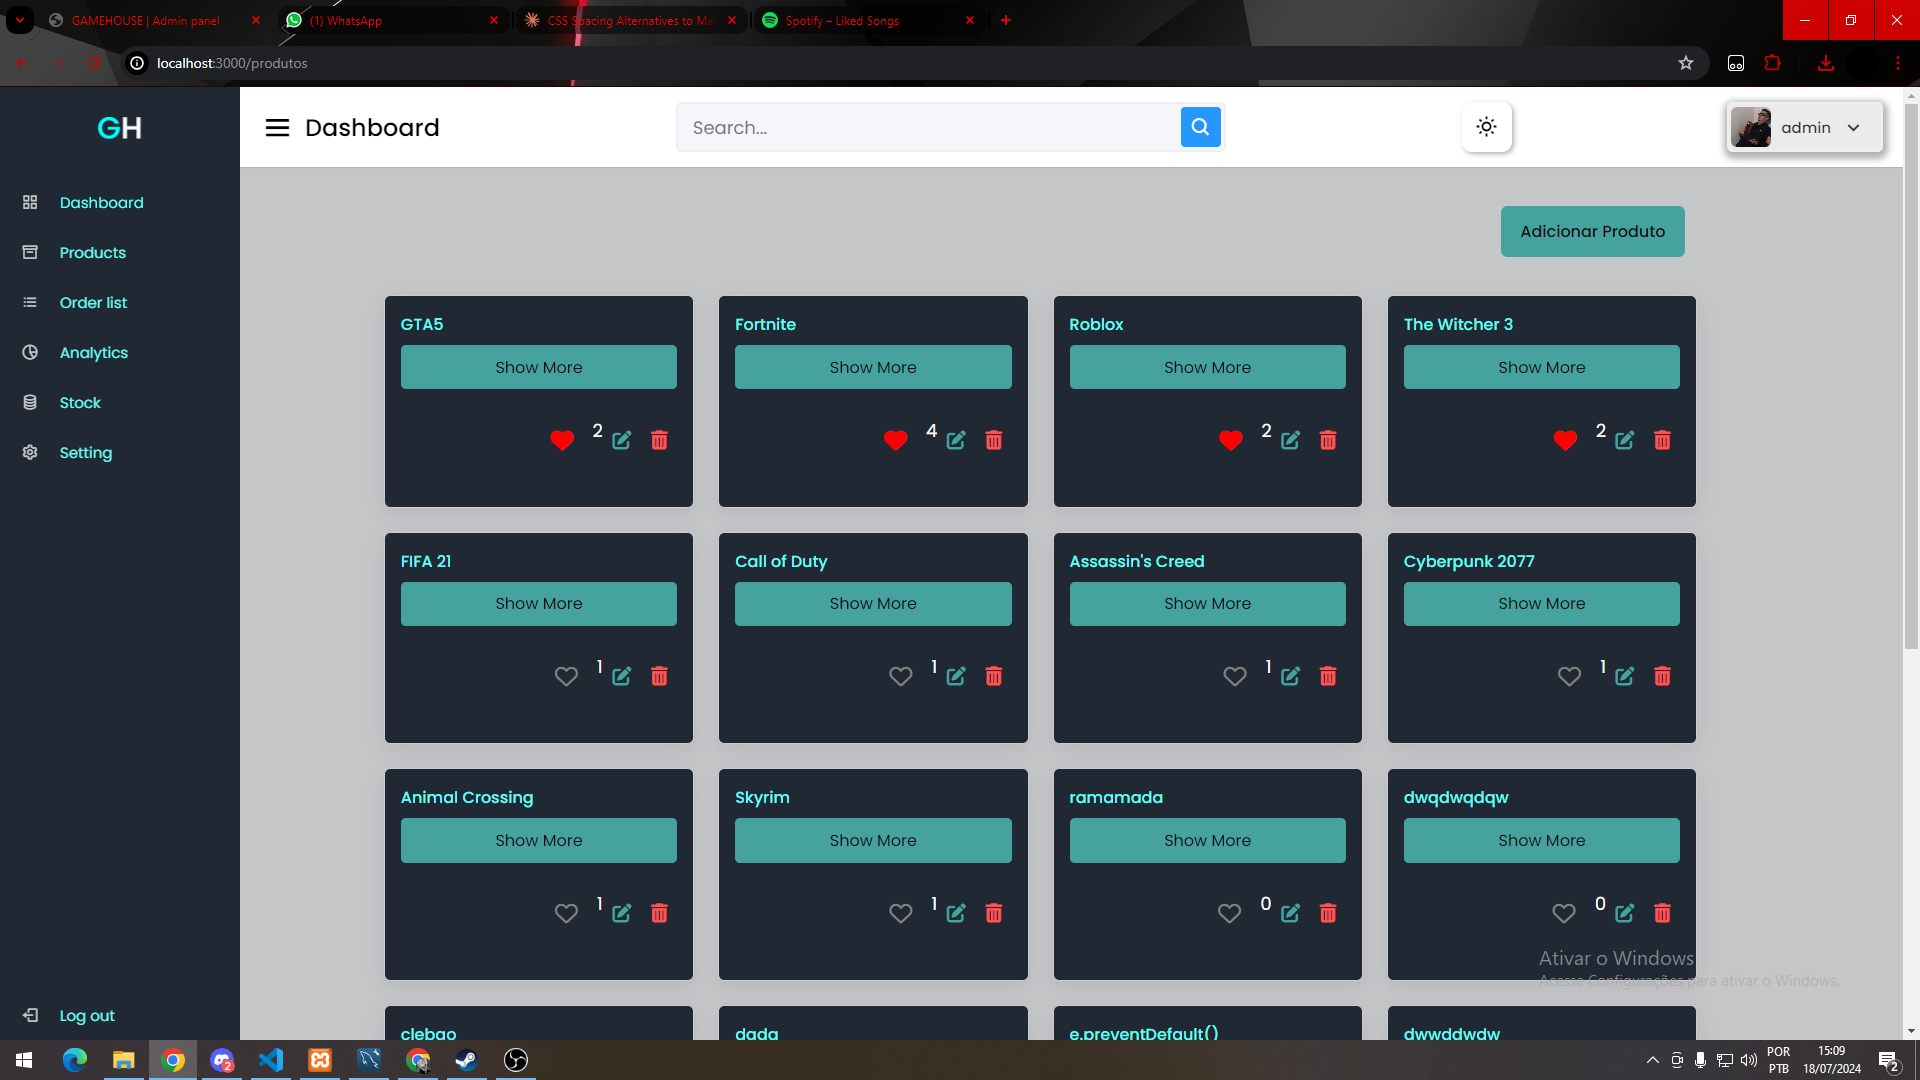 GAMEHOUSE | Admin panel
(1) WhatsApp
CSS Spacing Alternatives to Ma
Spotify – Liked Songs
localhost:3000/produtos
GH
Dashboard
Search...
admin
Dashboard
Products
Order list
Analytics
Stock
Setting
Log out
Adicionar Produto
GTA5
Show More
2
Fortnite
Show More
4
Roblox
Show More
2
The Witcher 3
Show More
2
FIFA 21
Show More
1
Call of Duty
Show More
1
Assassin's Creed
Show More
1
Cyberpunk 2077
Show More
1
Animal Crossing
Show More
1
Skyrim
Show More
1
ramamada
Show More
0
dwqdwqdqw
Show More
0
clebao
dada
e.preventDefault()
dwwddwdw
Ativar o Windows
Acesse Configurações para ativar o Windows.
2
POR
PTB
15:09
18/07/2024
2